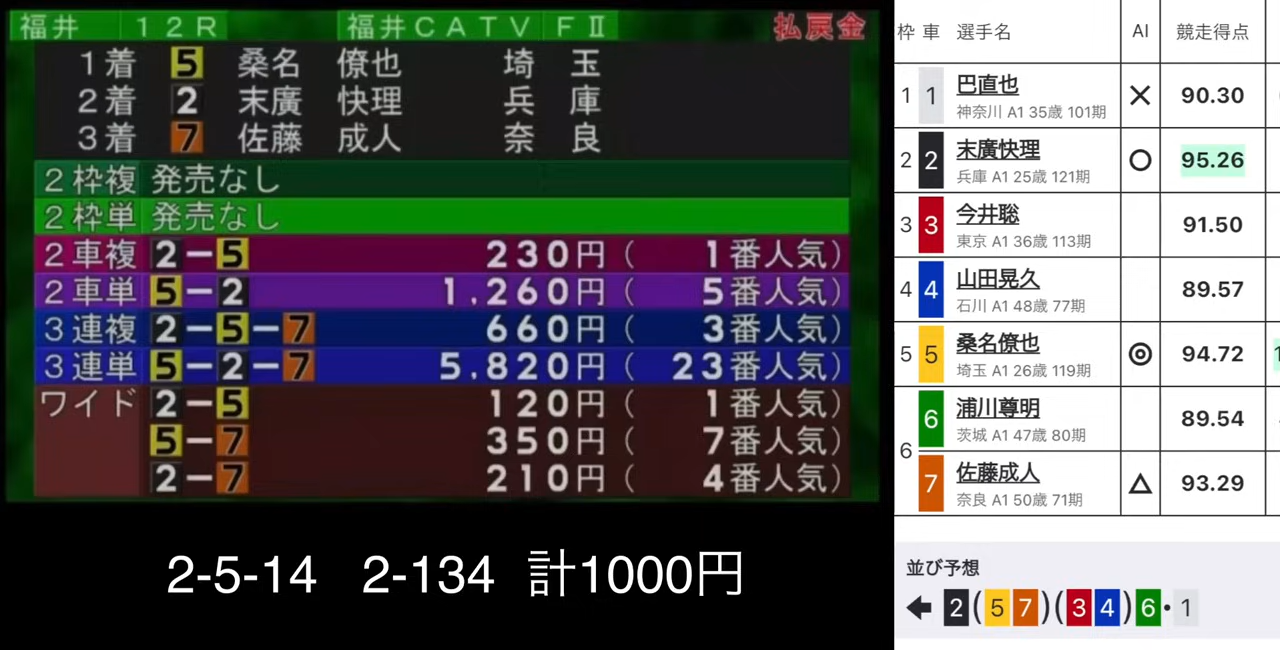 福井 12R 福井CATV FⅡ 払戻金
1着 5 桑名 僚也 埼 玉
2着 2 末廣 快理 兵 庫
3着 7 佐藤 成人 奈 良
2枠複 発売なし
2枠単 発売なし
2車複 2-5 230円( 1番人気)
2車単 5-2 1,260円( 5番人気)
3連複 2-5-7 660円( 3番人気)
3連単 5-2-7 5,820円( 23番人気)
ワイド 2-5 120円( 1番人気)
5-7 350円( 7番人気)
2-7 210円( 4番人気)
2-5-14 2-134 計1000円
枠 車 選手名 AI 競走得点
1 1 巴直也 × 90.30
神奈川 A1 35歳 101期
2 2 末廣快理 ○ 95.26
兵庫 A1 25歳 121期
3 3 今井聡 91.50
東京 A1 36歳 113期
4 4 山田晃久 89.57
石川 A1 48歳 77期
5 5 桑名僚也 ◎ 94.72
埼玉 A1 26歳 119期
6 6 浦川尊明 89.54
茨城 A1 47歳 80期
7 佐藤成人 △ 93.29
奈良 A1 50歳 71期
並び予想
← 2(5 7)(3 4)6・1